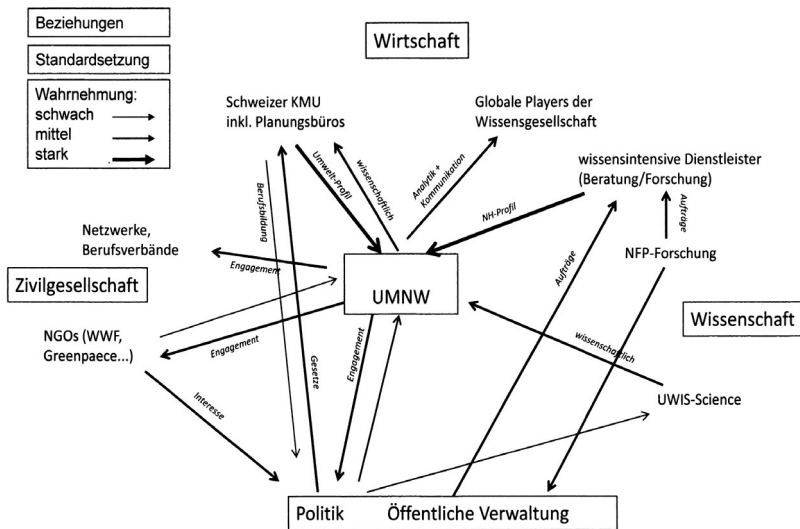 Beziehungen
Standardsetzung
Wahrnehmung:
schwach
mittel
stark
Wirtschaft
Schweizer KMU
inkl. Planungsbüros
Globale Players der
Wissensgesellschaft
wissensintensive Dienstleister
(Beratung/Forschung)
Umwelt-Profil
wissenschaftlich
Analytik +
Kommunikation
Berufsbildung
NH-Profil
Aufträge
Netzwerke,
Berufsverbände
NFP-Forschung
Engagement
Aufträge
Zivilgesellschaft
UMNW
Wissenschaft
NGOs (WWF,
Greenpaece...)
Engagement
Gesetze
Engagement
wissenschaftlich
Interesse
UWIS-Science
Politik Öffentliche Verwaltung